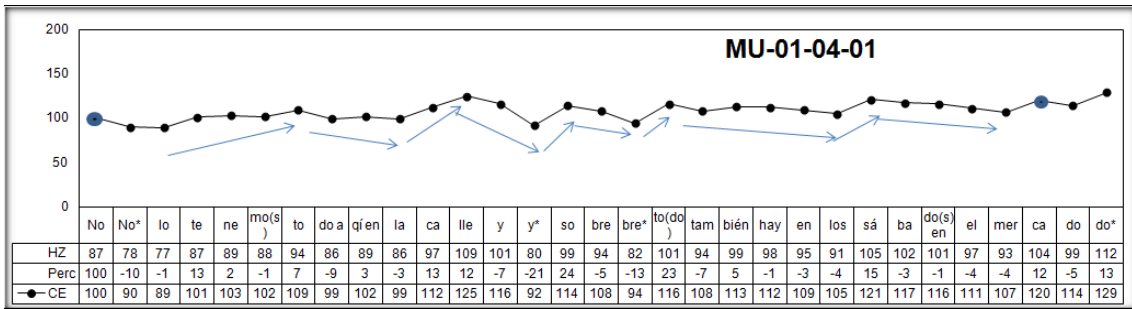 200
MU-01-04-01
150
100
50
0
No No* lo te ne mo(s) to do a qí en la ca lle y y* so bre bre* to(do) tam bién hay en los sá ba do(s) en el mer ca do do*
HZ 87 78 77 87 89 88 94 86 89 86 97 109 101 80 99 94 82 101 94 99 98 95 91 105 102 101 97 93 104 99 112
Perc 100 -10 -1 13 2 -1 7 -9 3 -3 13 12 -7 -21 24 -5 -13 23 -7 5 -1 -3 -4 15 -3 -1 -4 -4 12 -5 13
CE 100 90 89 101 103 102 109 99 102 99 112 125 116 92 114 108 94 116 108 113 112 109 105 121 117 116 111 107 120 114 129